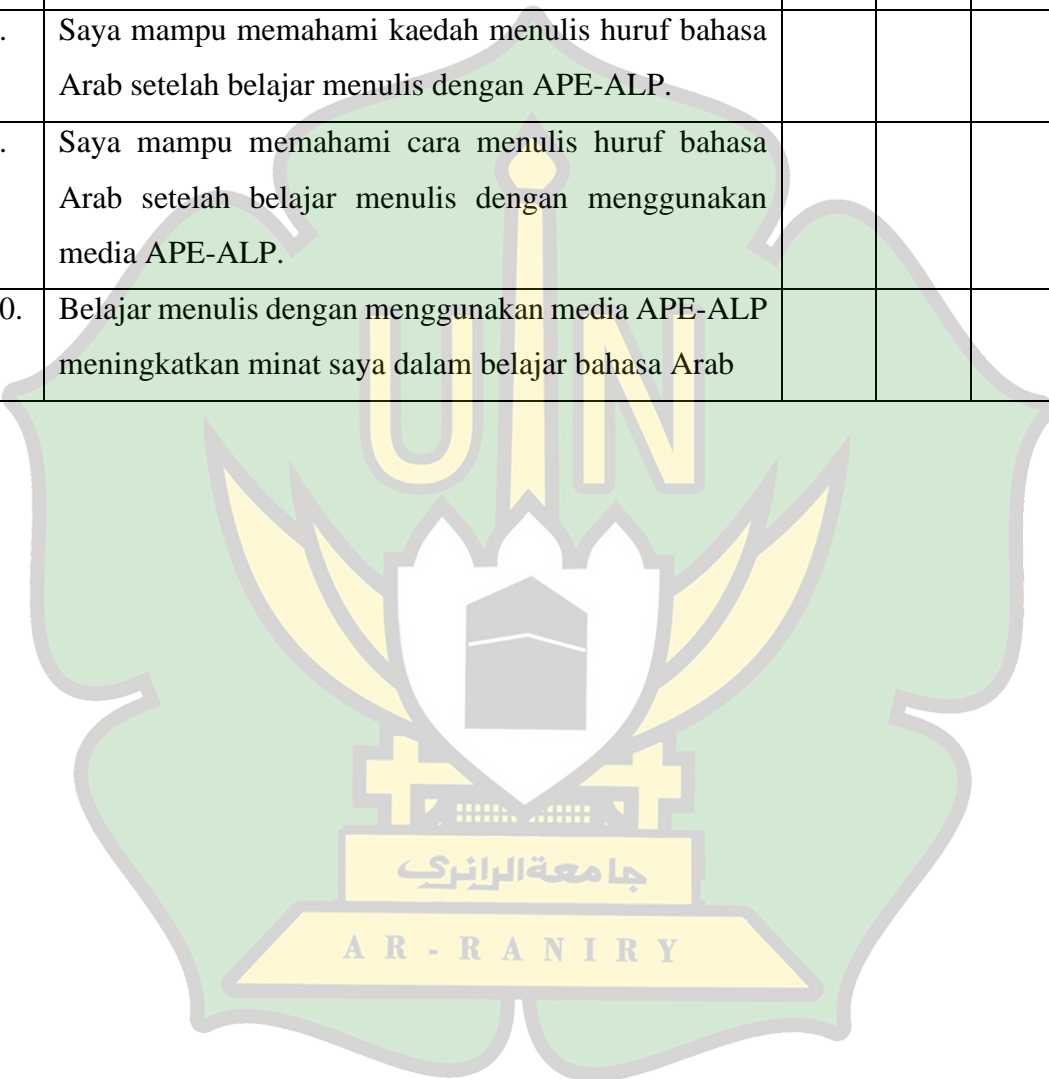 . Saya mampu memahami kaedah menulis huruf bahasa
Arab setelah belajar menulis dengan APE-ALP.
. Saya mampu memahami cara menulis huruf bahasa
Arab setelah belajar menulis dengan menggunakan
media APE-ALP.
0. Belajar menulis dengan menggunakan media APE-ALP
meningkatkan minat saya dalam belajar bahasa Arab
UIN
جامعة الرانري
AR-RANIRY